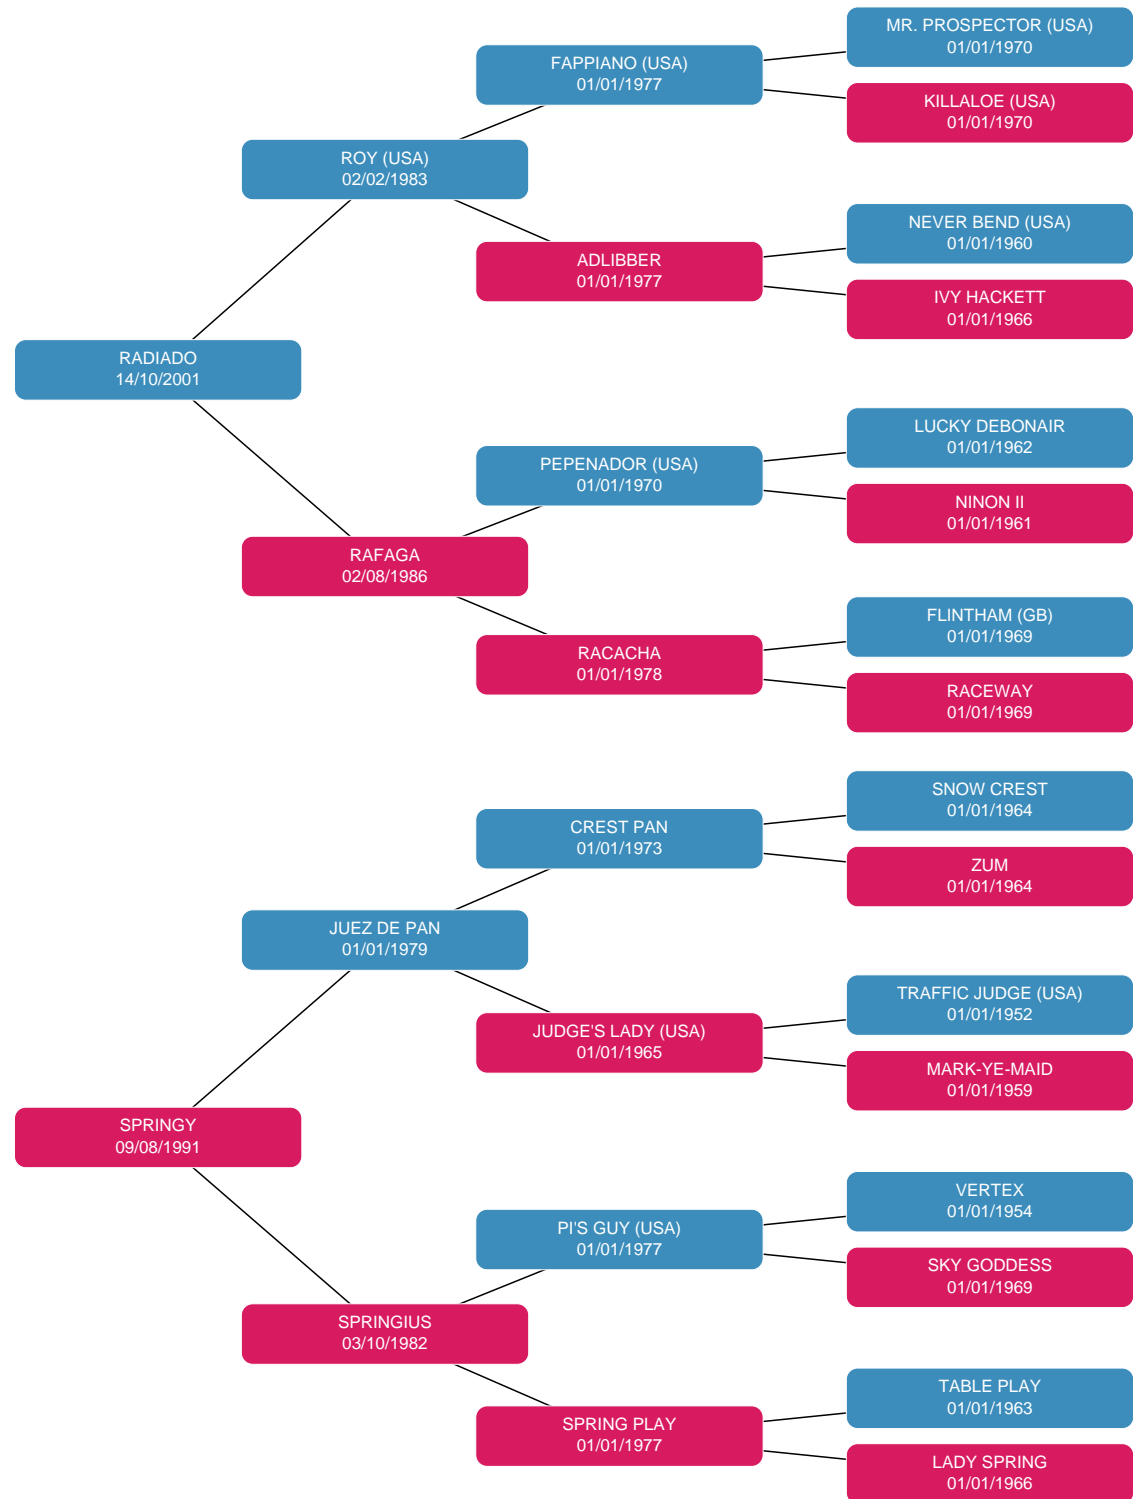 MR. PROSPECTOR (USA)
01/01/1970
FAPPIANO (USA)
01/01/1977
KILLALOE (USA)
01/01/1970
ROY (USA)
02/02/1983
NEVER BEND (USA)
01/01/1960
ADLIBBER
01/01/1977
IVY HACKETT
01/01/1966
RADIADO
14/10/2001
LUCKY DEBONAIR
01/01/1962
PEPENADOR (USA)
01/01/1970
NINON II
01/01/1961
RAFAGA
02/08/1986
FLINTHAM (GB)
01/01/1969
RACACHA
01/01/1978
RACEWAY
01/01/1969
SNOW CREST
01/01/1964
CREST PAN
01/01/1973
ZUM
01/01/1964
JUEZ DE PAN
01/01/1979
TRAFFIC JUDGE (USA)
01/01/1952
JUDGE'S LADY (USA)
01/01/1965
MARK-YE-MAID
01/01/1959
SPRINGY
09/08/1991
VERTEX
01/01/1954
PI'S GUY (USA)
01/01/1977
SKY GODDESS
01/01/1969
SPRINGIUS
03/10/1982
TABLE PLAY
01/01/1963
SPRING PLAY
01/01/1977
LADY SPRING
01/01/1966